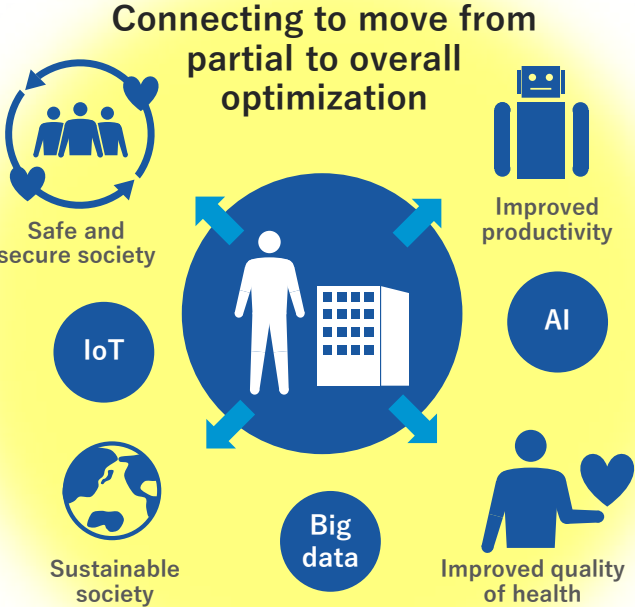 Connecting to move from
partial to overall
optimization
Safe and
secure society
Improved
productivity
IoT
AI
Big
data
Sustainable
society
Improved quality
of health